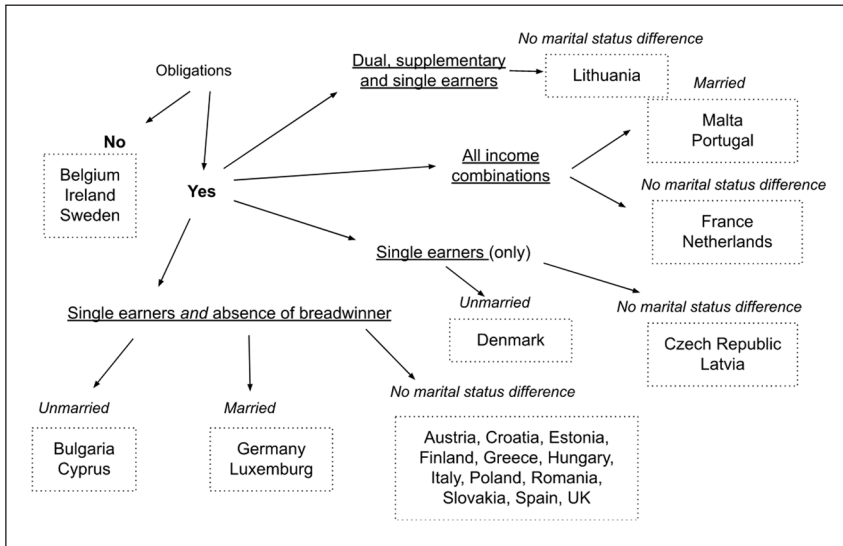 Obligations
No
Belgium
Ireland
Sweden
Yes
Dual, supplementary
and single earners
No marital status difference
Lithuania
Married
Malta
Portugal
All income
combinations
No marital status difference
France
Netherlands
Single earners (only)
Unmarried
Denmark
No marital status difference
Czech Republic
Latvia
Single earners and absence of breadwinner
Unmarried
Bulgaria
Cyprus
Married
Germany
Luxemburg
No marital status difference
Austria, Croatia, Estonia,
Finland, Greece, Hungary,
Italy, Poland, Romania,
Slovakia, Spain, UK